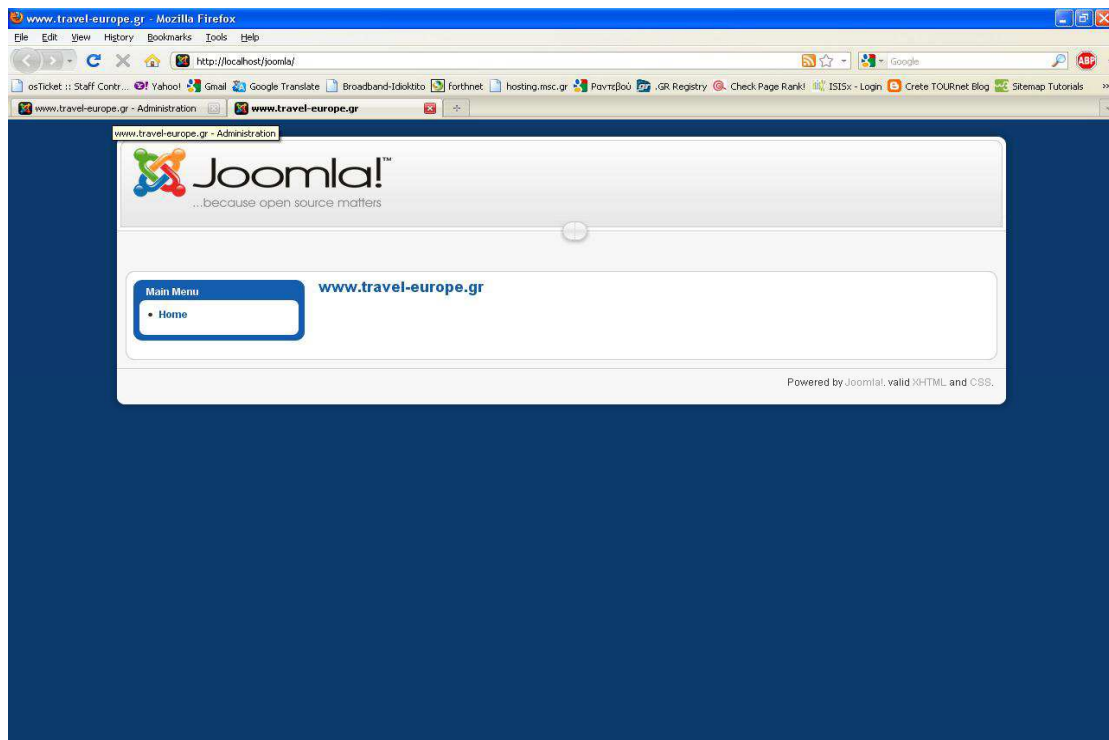 www.travel-europe.gr - Mozilla Firefox
File Edit View History Bookmarks Tools Help
http://localhost/joomla/ Google ABP
osTicket :: Staff Contr... Yahoo! Gmail Google Translate Broadband-Idioktito forthnet hosting.msc.gr Ραντεβού .GR Registry Check Page Rank! ISISx - Login Crete TOURnet Blog Sitemap Tutorials »
www.travel-europe.gr - Administration www.travel-europe.gr
www.travel-europe.gr - Administration
Joomla!™
...because open source matters
Main Menu
www.travel-europe.gr
Home
Powered by Joomla!. valid XHTML and CSS.